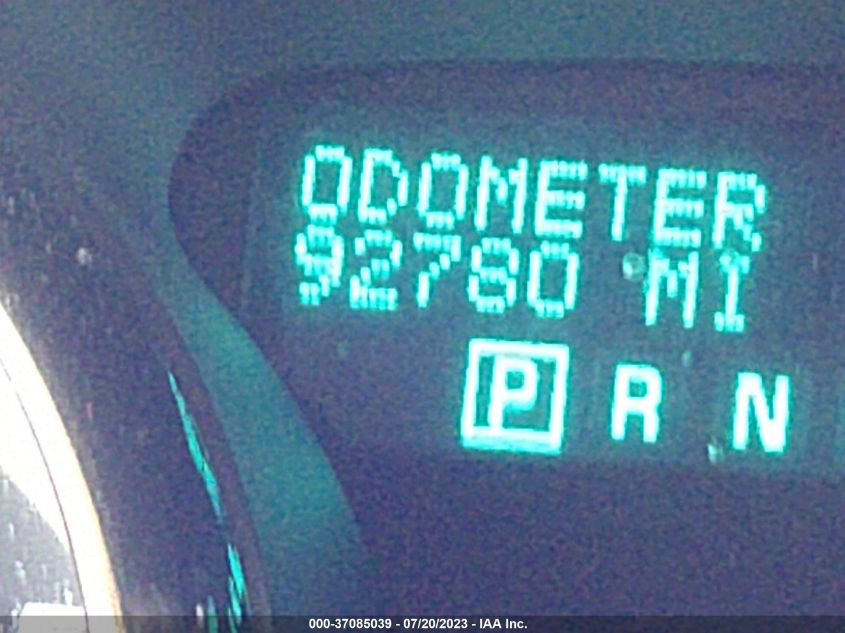 ODOMETER
92780 MI
P R N
000-37085039 - 07/20/2023 - IAA Inc.